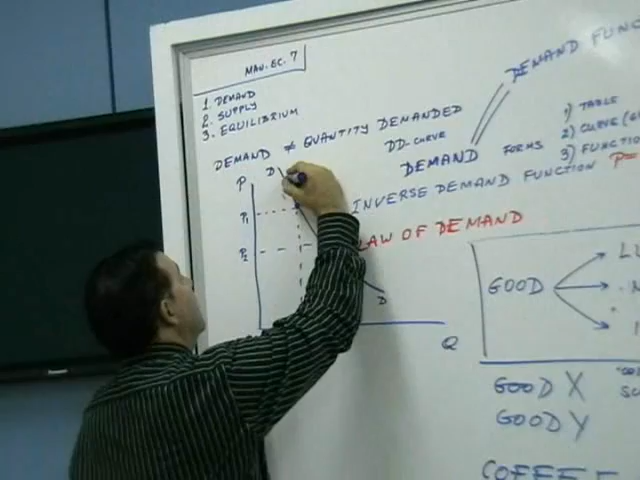 MAN. EC. 7
1. DEMAND
2. SUPPLY
3. EQUILIBRIUM
DEMAND ≠ QUANTITY DEMANDED
DD-CURVE
DEMAND FUNC
DEMAND FORMS
1) TABLE
2) CURVE (G
3) FUNCTION
P=
INVERSE DEMAND FUNCTION
LAW OF DEMAND
P
D
P1
P2
D
Q
GOOD
GOOD X
GOOD Y
COFFEE